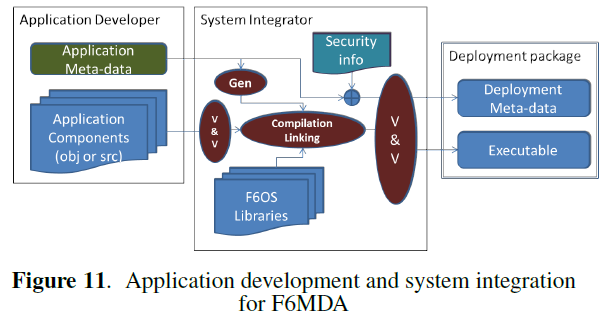 Application Developer
System Integrator
Application
Meta-data
Security
info
Deployment package
Gen
Deployment
Meta-data
Application
Components
(obj or src)
V
&
V
Compilation
Linking
V
&
V
Executable
F6OS
Libraries
Figure 11. Application development and system integration
for F6MDA